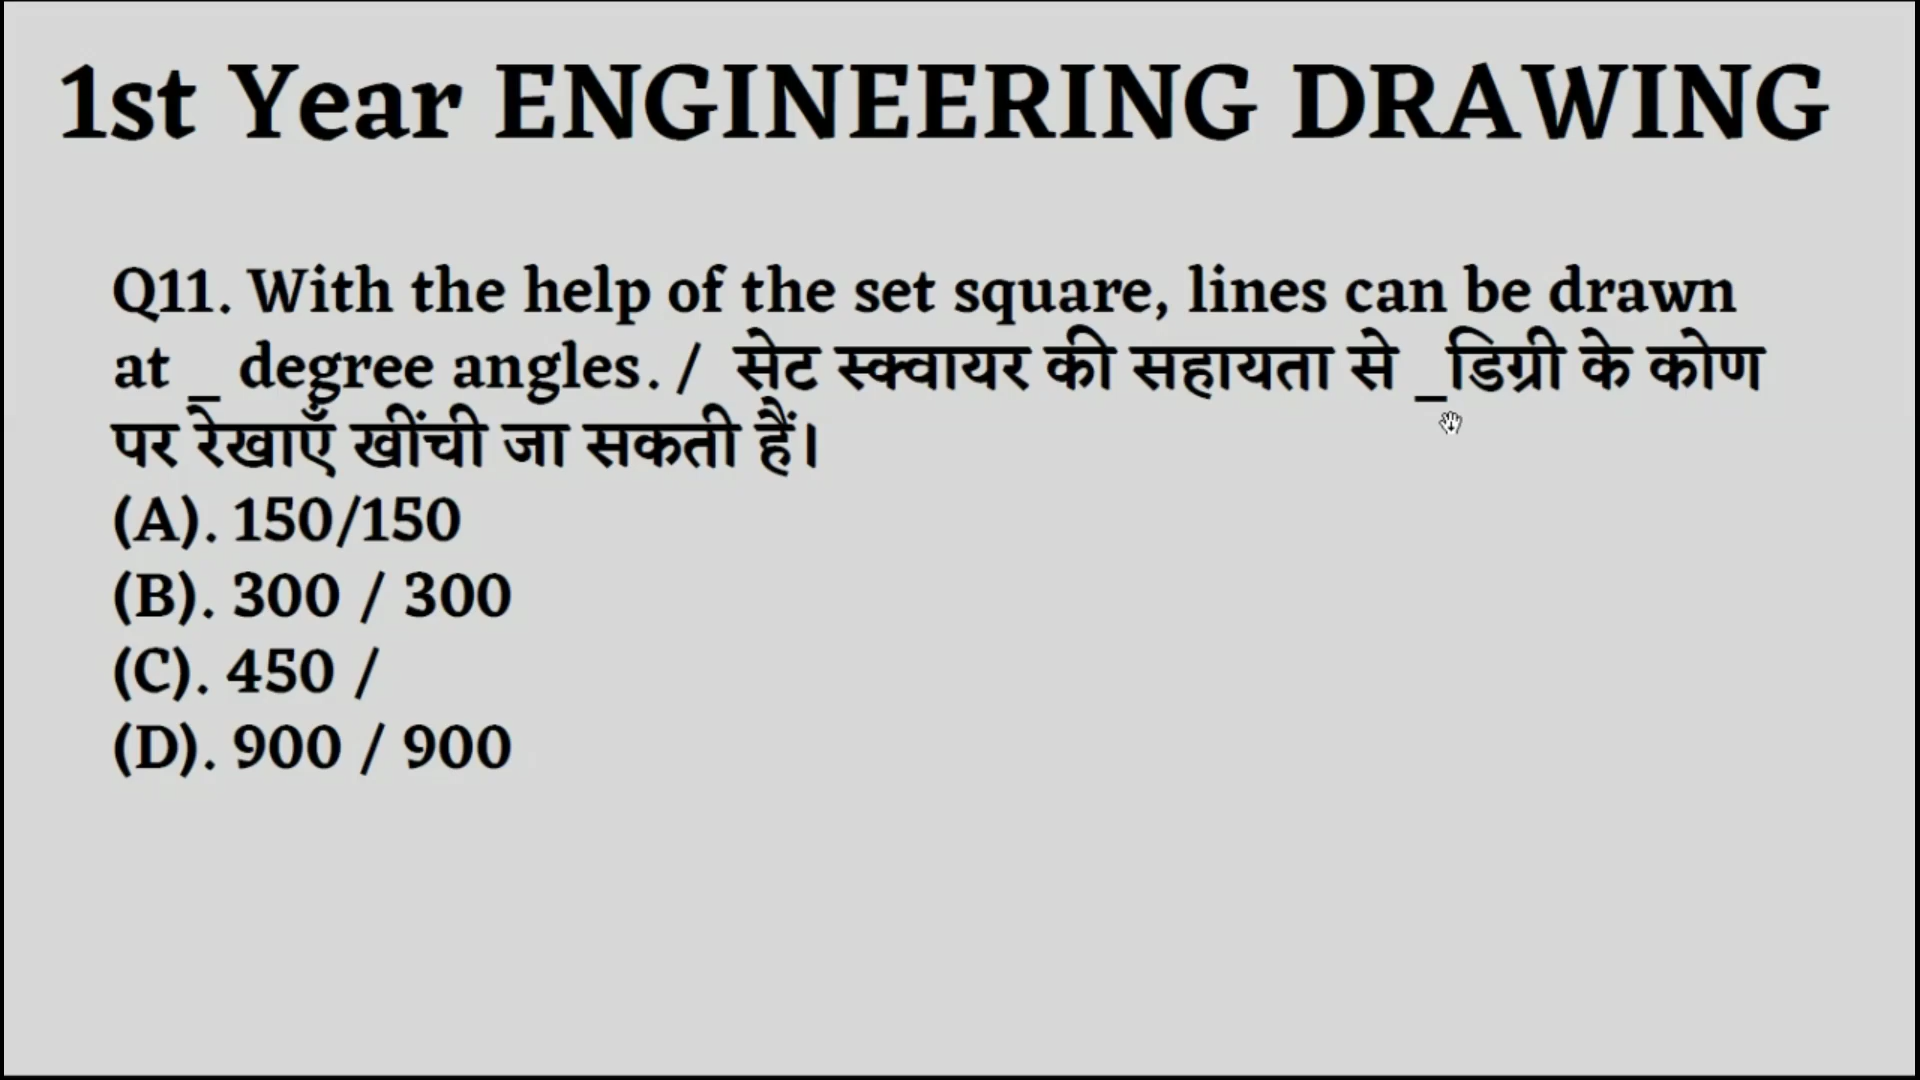 1st Year ENGINEERING DRAWING
Q11. With the help of the set square, lines can be drawn
at _ degree angles. / सेट स्क्वायर की सहायता से _डिग्री के कोण
पर रेखाएँ खींची जा सकती हैं।
(A). 150/150
(B). 300 / 300
(C). 450 /
(D). 900 / 900